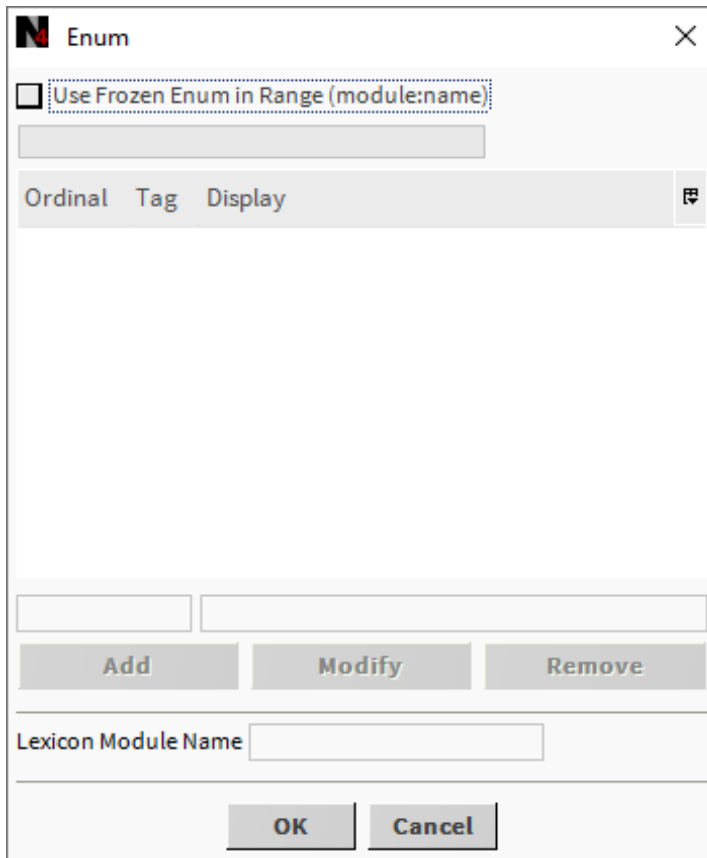 N4 Enum
Use Frozen Enum in Range (module:name)
Ordinal Tag Display
Add Modify Remove
Lexicon Module Name
OK Cancel